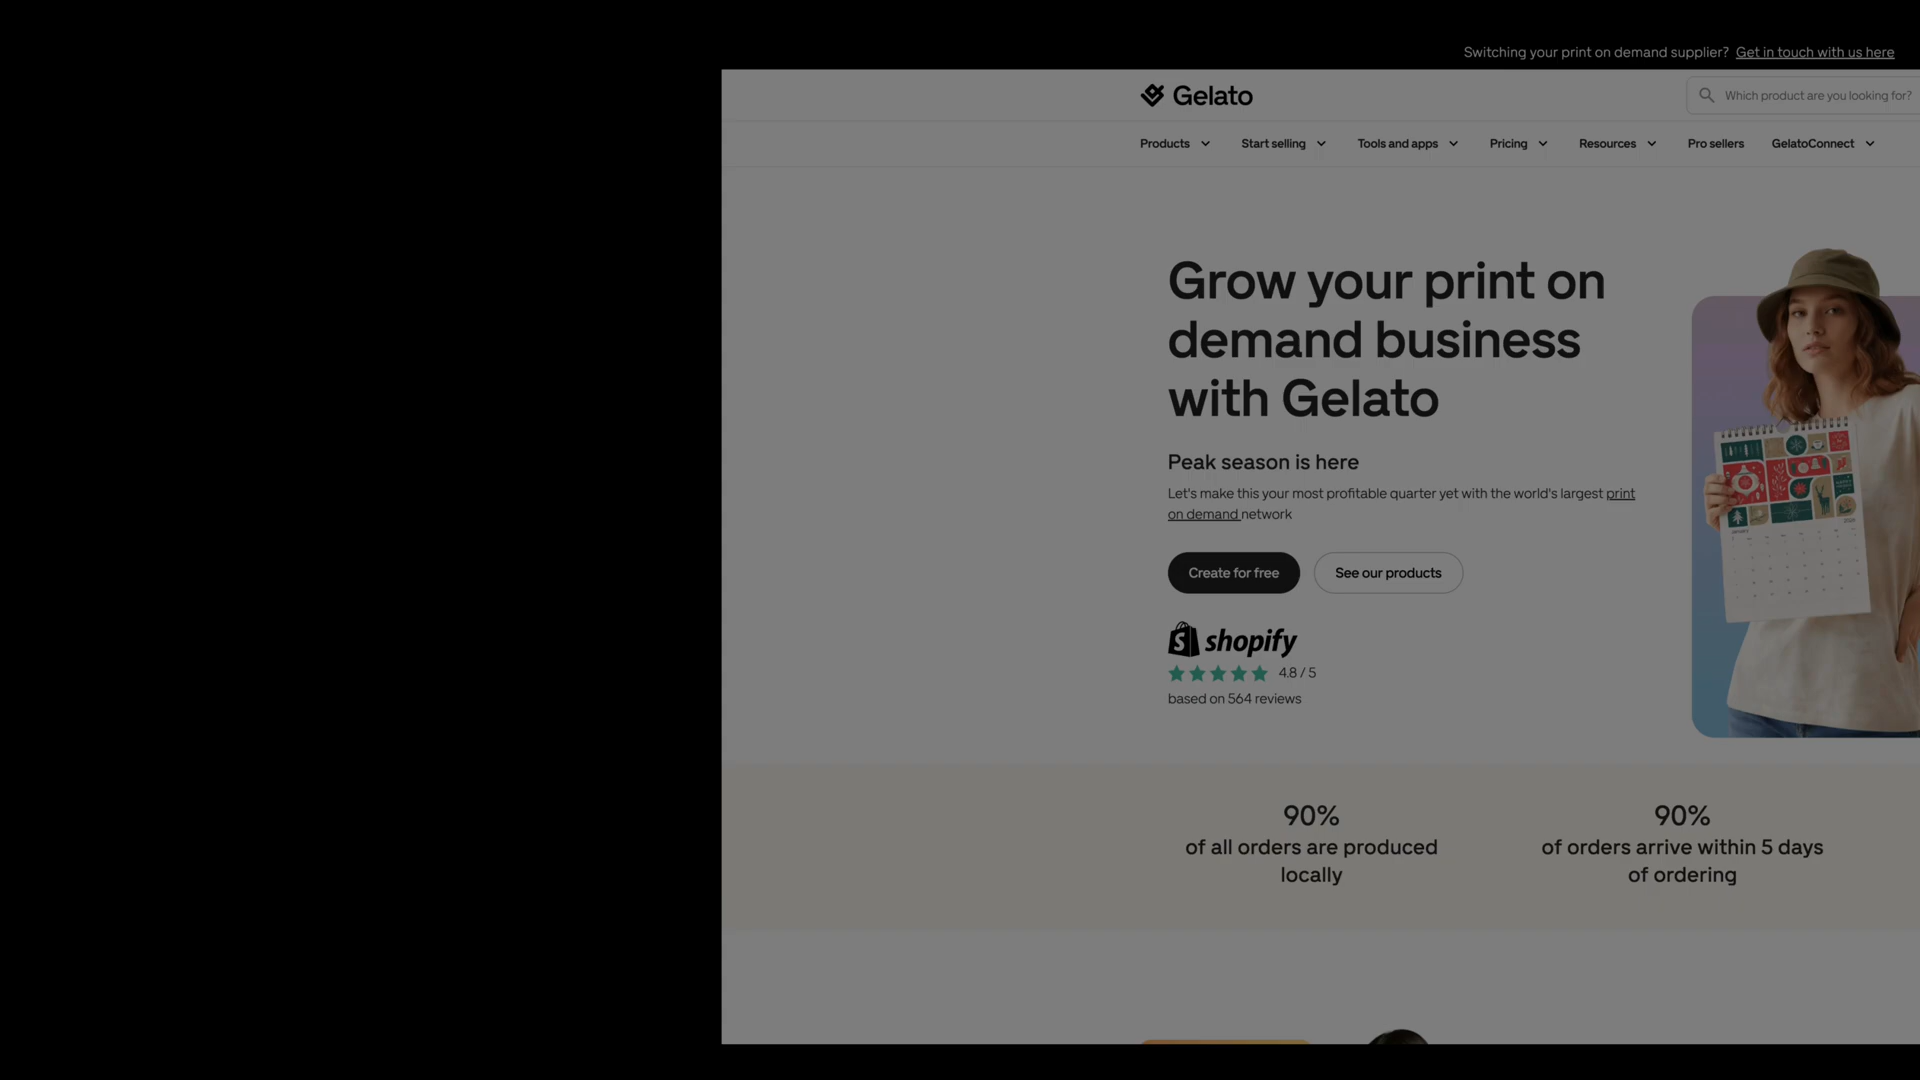 Switching your print on demand supplier? Get in touch with us here
Gelato
Which product are you looking for?
Products Start selling Tools and apps Pricing Resources Pro sellers GelatoConnect
Grow your print on
demand business
with Gelato
Peak season is here
Let's make this your most profitable quarter yet with the world's largest print
on demand network
Create for free See our products
shopify
4.8 / 5
based on 564 reviews
90%
of all orders are produced
locally
90%
of orders arrive within 5 days
of ordering